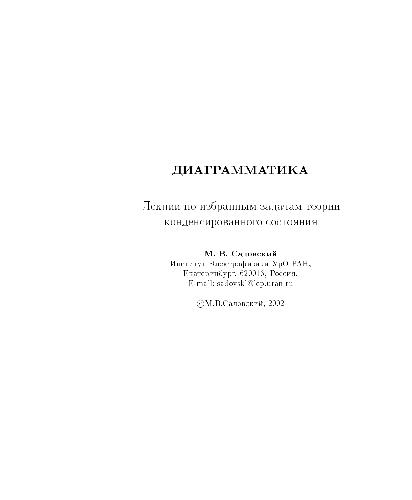 ДИАГРАММАТИКА
Лекции по избранным задачам теории
конденсированного состояния
М. В. Садовский
Институт Электрофизики УрО РАН,
Екатеринбург, 620016, Россия,
E-mail: sadovski@iep.uran.ru
©М.В.Садовский, 2002